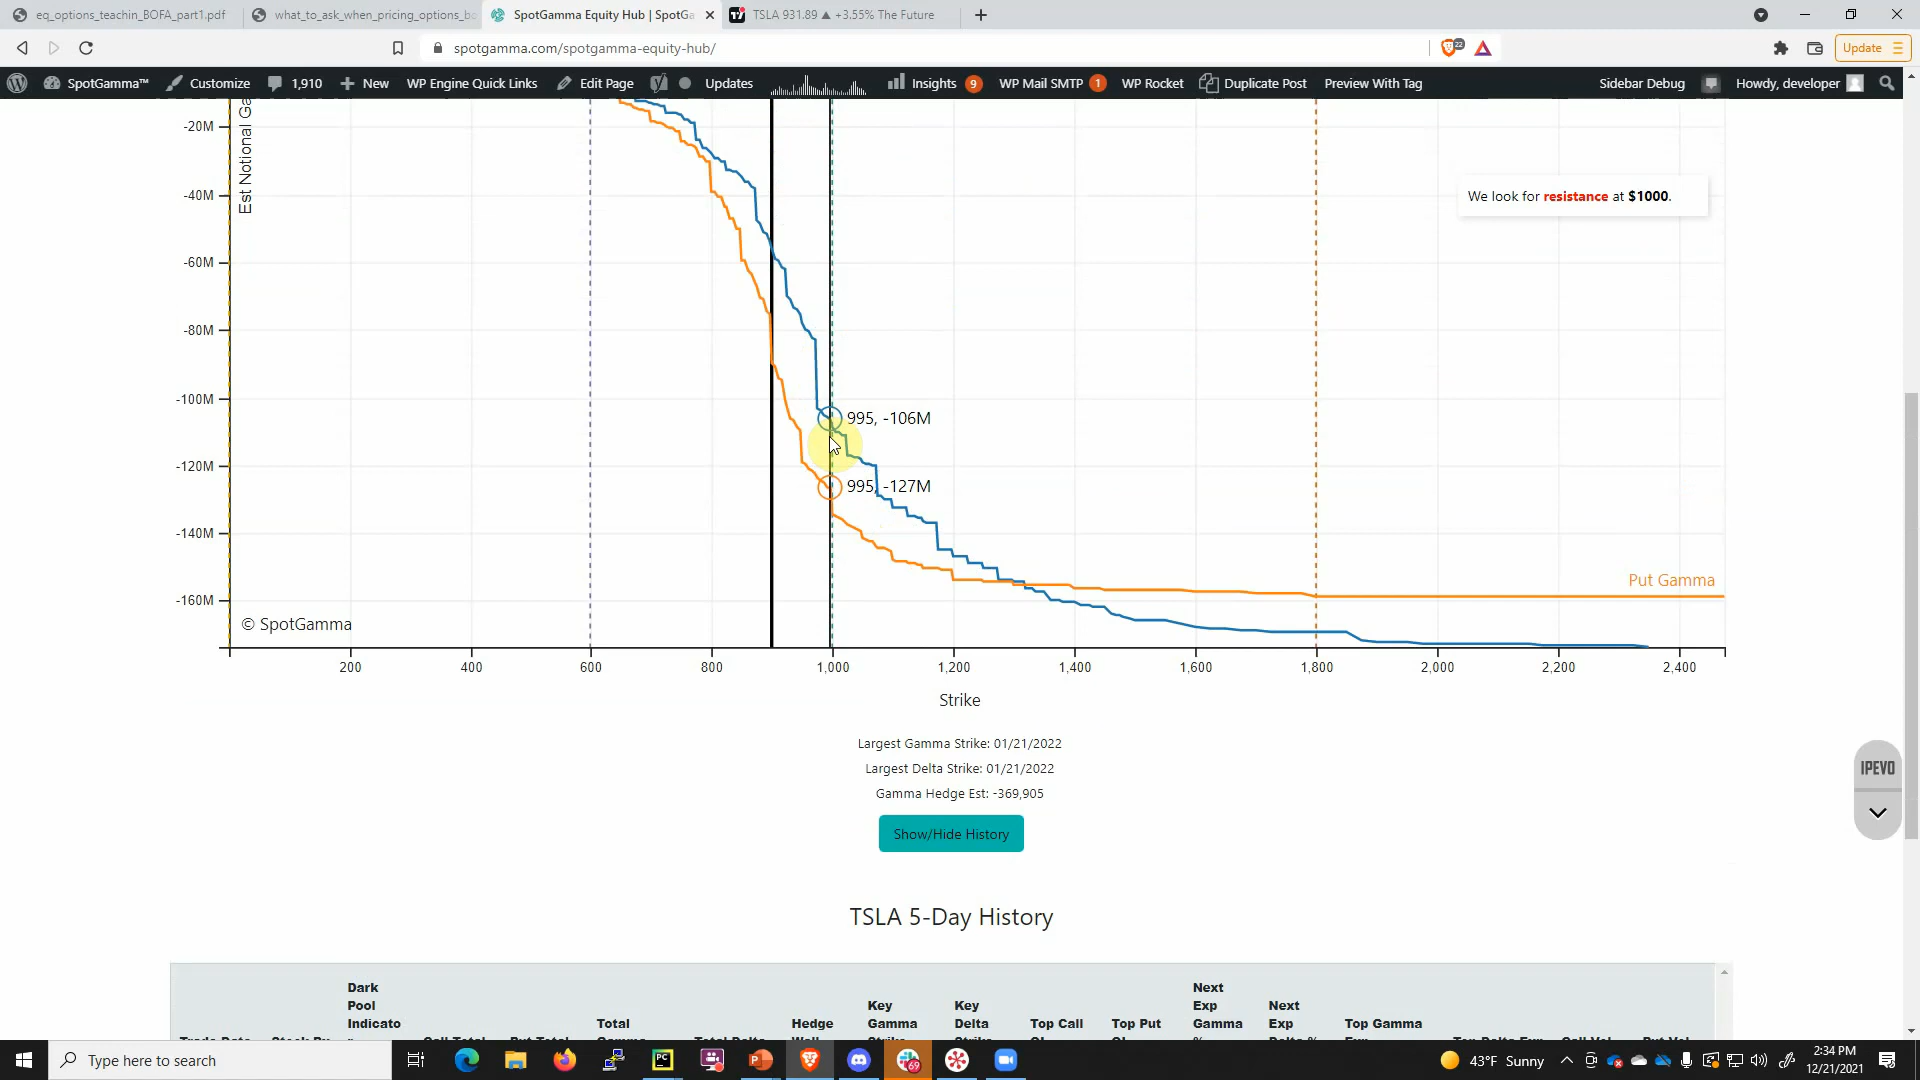 eq_options_teachin_BOFA_part1.pdf
what_to_ask_when_pricing_options_bo
SpotGamma Equity Hub | SpotGa
TSLA 931.89 ▲ +3.55% The Future
spotgamma.com/spotgamma-equity-hub/
22
Update
SpotGamma™
Customize
1,910
New
WP Engine Quick Links
Edit Page
Updates
Insights
9
WP Mail SMTP
1
WP Rocket
Duplicate Post
Preview With Tag
Sidebar Debug
Howdy, developer
Est Notional Ga
-20M
-40M
-60M
-80M
-100M
-120M
-140M
-160M
We look for resistance at $1000.
995, -106M
995, -127M
Put Gamma
© SpotGamma
200
400
600
800
1,000
1,200
1,400
1,600
1,800
2,000
2,200
2,400
Strike
Largest Gamma Strike: 01/21/2022
Largest Delta Strike: 01/21/2022
Gamma Hedge Est: -369,905
Show/Hide History
IPEVO
TSLA 5-Day History
Dark
Pool
Indicato
Total
Hedge
Key
Gamma
Key
Delta
Top Call
Top Put
Next
Exp
Gamma
Next
Exp
Top Gamma
Type here to search
PC
69
43°F Sunny
2:34 PM
12/21/2021